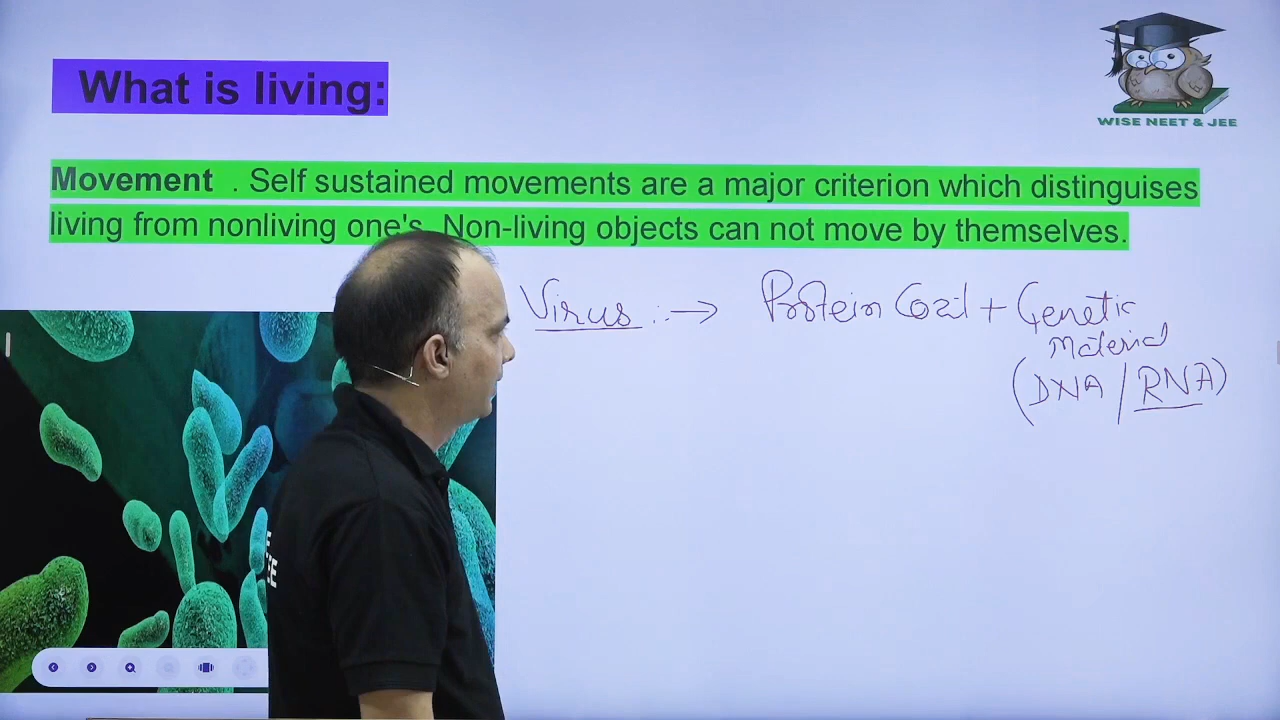 What is living:
WISE NEET & JEE
Movement . Self sustained movements are a major criterion which distinguises
living from nonliving one's. Non-living objects can not move by themselves.
Virus :→ Protein Coat + Genetic
Material
(DNA / RNA)